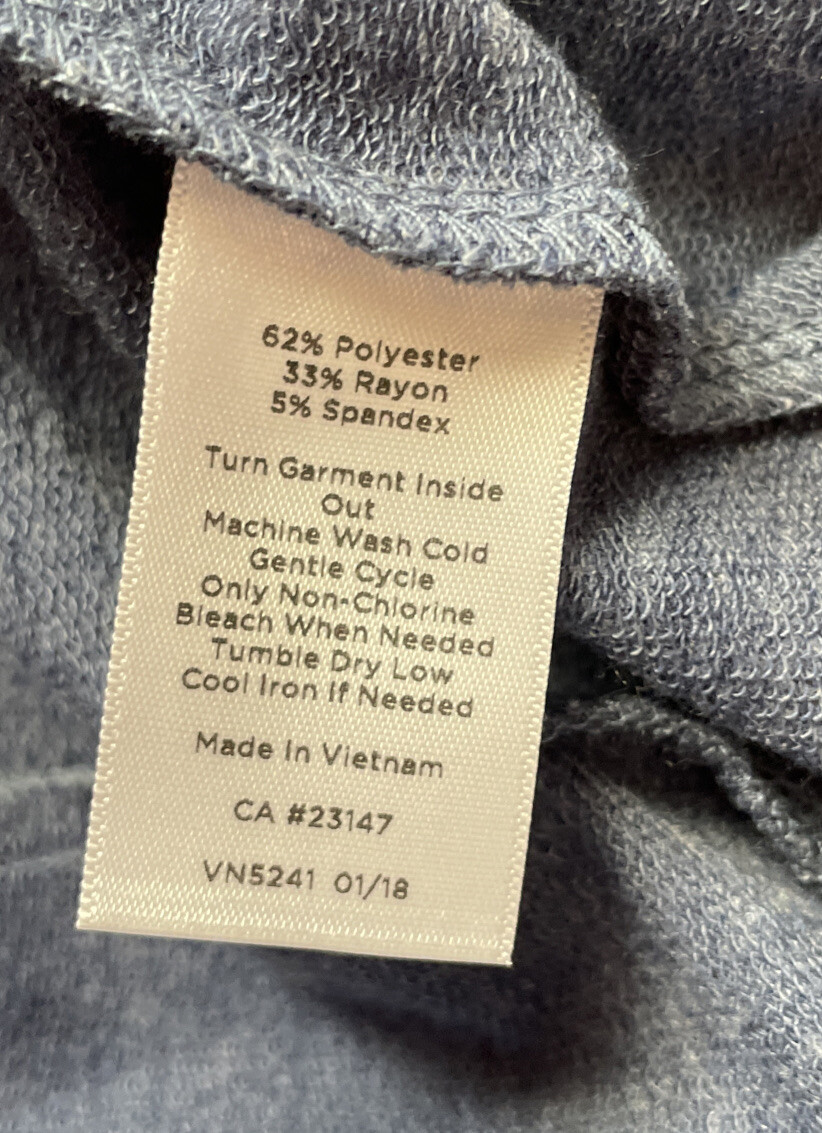 62% Polyester
33% Rayon
5% Spandex
Turn Garment Inside
Out
Machine Wash Cold
Gentle Cycle
Only Non-Chlorine
Bleach When Needed
Tumble Dry Low
Cool Iron If Needed
Made In Vietnam
CA #23147
VN5241 01/18